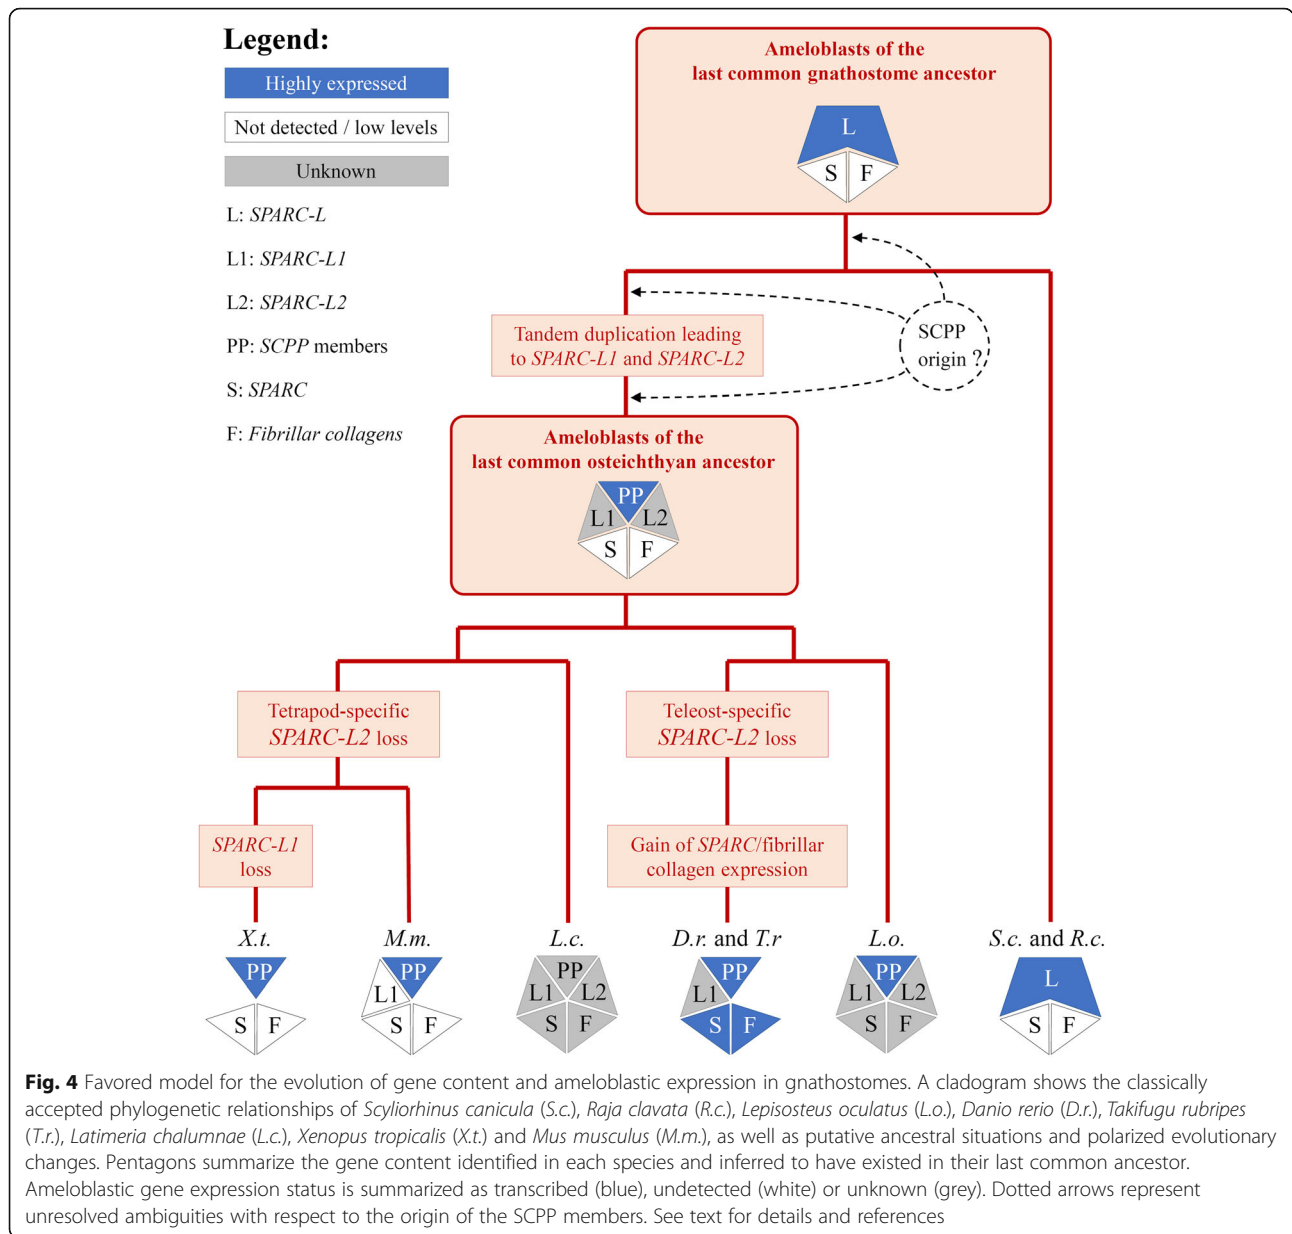 Legend:
Highly expressed
Not detected / low levels
Unknown
L: SPARC-L
L1: SPARC-L1
L2: SPARC-L2
PP: SCPP members
S: SPARC
F: Fibrillar collagens
Ameloblasts of the
last common gnathostome ancestor
L
S F
SCPP
origin ?
Tandem duplication leading
to SPARC-L1 and SPARC-L2
Ameloblasts of the
last common osteichthyan ancestor
PP
L1 L2
S F
Tetrapod-specific
SPARC-L2 loss
Teleost-specific
SPARC-L2 loss
SPARC-L1
loss
Gain of SPARC/fibrillar
collagen expression
X.t. M.m. L.c. D.r. and T.r L.o. S.c. and R.c.
PP
S F
PP
L1
S F
PP
L1 L2
S F
PP
L1
S F
PP
L1 L2
S F
L
S F
Fig. 4 Favored model for the evolution of gene content and ameloblastic expression in gnathostomes. A cladogram shows the classically
accepted phylogenetic relationships of Scyliorhinus canicula (S.c.), Raja clavata (R.c.), Lepisosteus oculatus (L.o.), Danio rerio (D.r.), Takifugu rubripes
(T.r.), Latimeria chalumnae (L.c.), Xenopus tropicalis (X.t.) and Mus musculus (M.m.), as well as putative ancestral situations and polarized evolutionary
changes. Pentagons summarize the gene content identified in each species and inferred to have existed in their last common ancestor.
Ameloblastic gene expression status is summarized as transcribed (blue), undetected (white) or unknown (grey). Dotted arrows represent
unresolved ambiguities with respect to the origin of the SCPP members. See text for details and references